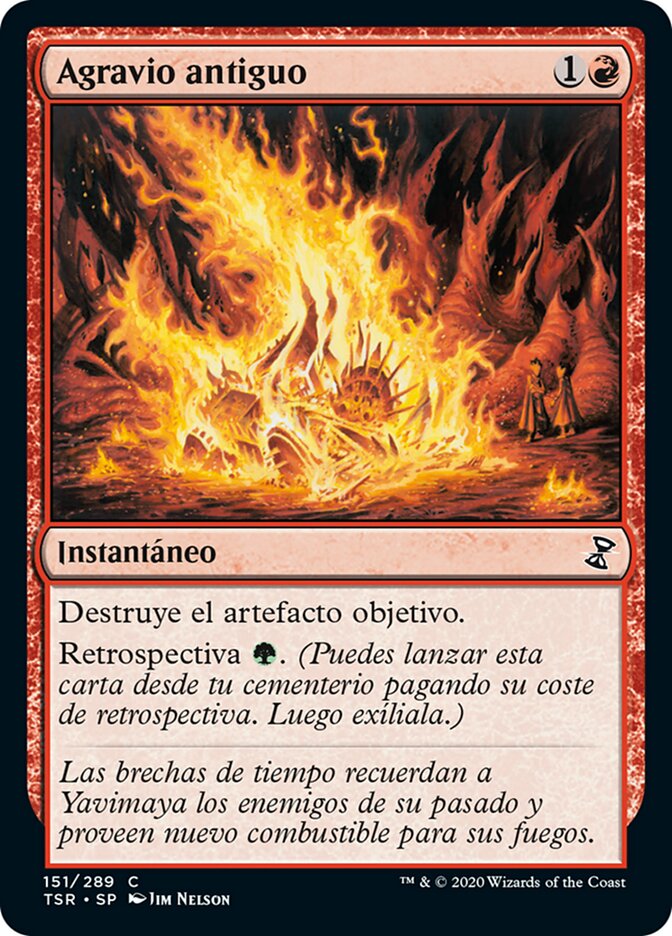 Agravio antiguo 1
Instantáneo
Destruye el artefacto objetivo.
Retrospectiva . (Puedes lanzar esta
carta desde tu cementerio pagando su coste
de retrospectiva. Luego exíliala.)
Las brechas de tiempo recuerdan a
Yavimaya los enemigos de su pasado y
proveen nuevo combustible para sus fuegos.
151/289 C
TSR • SP Jim Nelson
™ & © 2020 Wizards of the Coast